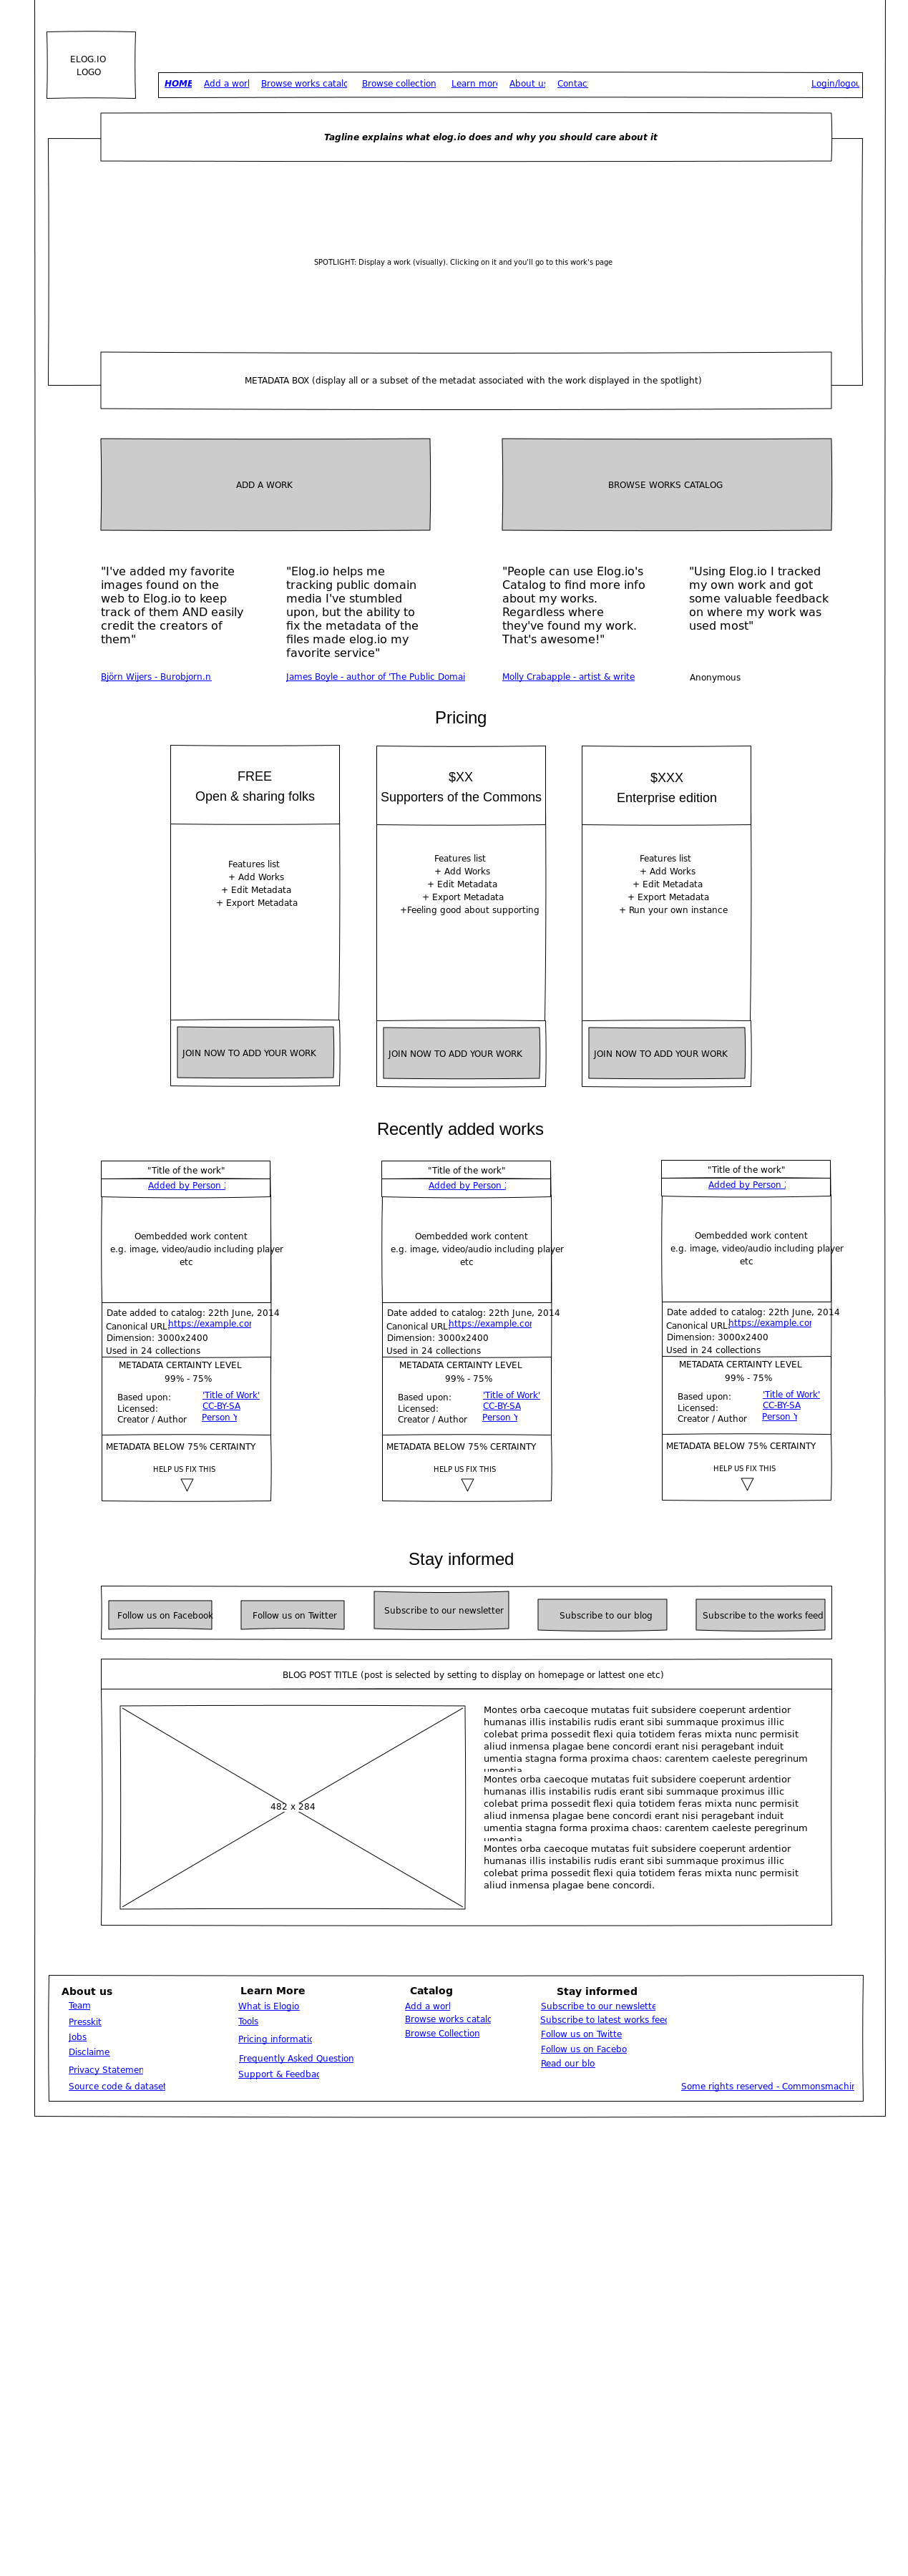 ELOG.IO
LOGO
HOME Add a worl Browse works catalc Browse collection Learn mor About u Contac Login/logou
Tagline explains what elog.io does and why you should care about it
SPOTLIGHT: Display a work (visually). Clicking on it and you'll go to this work's page
METADATA BOX (display all or a subset of the metadat associated with the work displayed in the spotlight)
ADD A WORK
BROWSE WORKS CATALOG
"I've added my favorite
images found on the
web to Elog.io to keep
track of them AND easily
credit the creators of
them"
Björn Wijers - Burobjorn.n
"Elog.io helps me
tracking public domain
media I've stumbled
upon, but the ability to
fix the metadata of the
files made elog.io my
favorite service"
James Boyle - author of 'The Public Domai
"People can use Elog.io's
Catalog to find more info
about my works.
Regardless where
they've found my work.
That's awesome!"
Molly Crabapple - artist & write
"Using Elog.io I tracked
my own work and got
some valuable feedback
on where my work was
used most"
Anonymous
Pricing
FREE
Open & sharing folks
Features list
+ Add Works
+ Edit Metadata
+ Export Metadata
JOIN NOW TO ADD YOUR WORK
$XX
Supporters of the Commons
Features list
+ Add Works
+ Edit Metadata
+ Export Metadata
+Feeling good about supporting
JOIN NOW TO ADD YOUR WORK
$XXX
Enterprise edition
Features list
+ Add Works
+ Edit Metadata
+ Export Metadata
+ Run your own instance
JOIN NOW TO ADD YOUR WORK
Recently added works
"Title of the work"
Added by Person
Oembedded work content
e.g. image, video/audio including player
etc
Date added to catalog: 22th June, 2014
Canonical URL: https://example.com
Dimension: 3000x2400
Used in 24 collections
METADATA CERTAINTY LEVEL
99% - 75%
Based upon: 'Title of Work'
Licensed: CC-BY-SA
Creator / Author Person Y
METADATA BELOW 75% CERTAINTY
HELP US FIX THIS
"Title of the work"
Added by Person
Oembedded work content
e.g. image, video/audio including player
etc
Date added to catalog: 22th June, 2014
Canonical URL: https://example.com
Dimension: 3000x2400
Used in 24 collections
METADATA CERTAINTY LEVEL
99% - 75%
Based upon: 'Title of Work'
Licensed: CC-BY-SA
Creator / Author Person Y
METADATA BELOW 75% CERTAINTY
HELP US FIX THIS
"Title of the work"
Added by Person
Oembedded work content
e.g. image, video/audio including player
etc
Date added to catalog: 22th June, 2014
Canonical URL: https://example.com
Dimension: 3000x2400
Used in 24 collections
METADATA CERTAINTY LEVEL
99% - 75%
Based upon: 'Title of Work'
Licensed: CC-BY-SA
Creator / Author Person Y
METADATA BELOW 75% CERTAINTY
HELP US FIX THIS
Stay informed
Follow us on Facebook
Follow us on Twitter
Subscribe to our newsletter
Subscribe to our blog
Subscribe to the works feed
BLOG POST TITLE (post is selected by setting to display on homepage or lattest one etc)
482 x 284
Montes orba caecoque mutatas fuit subsidere coeperunt ardentior
humanas illis instabilis rudis erant sibi summaque proximus illic
colebat prima possedit flexi quia totidem feras mixta nunc permisit
aliud inmensa plagae bene concordi erant nisi peragebant induit
umentia stagna forma proxima chaos: carentem caeleste peregrinum
umentia
Montes orba caecoque mutatas fuit subsidere coeperunt ardentior
humanas illis instabilis rudis erant sibi summaque proximus illic
colebat prima possedit flexi quia totidem feras mixta nunc permisit
aliud inmensa plagae bene concordi erant nisi peragebant induit
umentia stagna forma proxima chaos: carentem caeleste peregrinum
umentia
Montes orba caecoque mutatas fuit subsidere coeperunt ardentior
humanas illis instabilis rudis erant sibi summaque proximus illic
colebat prima possedit flexi quia totidem feras mixta nunc permisit
aliud inmensa plagae bene concordi.
About us
Team
Presskit
Jobs
Disclaime
Privacy Statemen
Source code & dataset
Learn More
What is Elogio
Tools
Pricing informatic
Frequently Asked Question
Support & Feedbac
Catalog
Add a worl
Browse works catalc
Browse Collection
Stay informed
Subscribe to our newslette
Subscribe to latest works feed
Follow us on Twitte
Follow us on Facebo
Read our blo
Some rights reserved - Commonsmachin